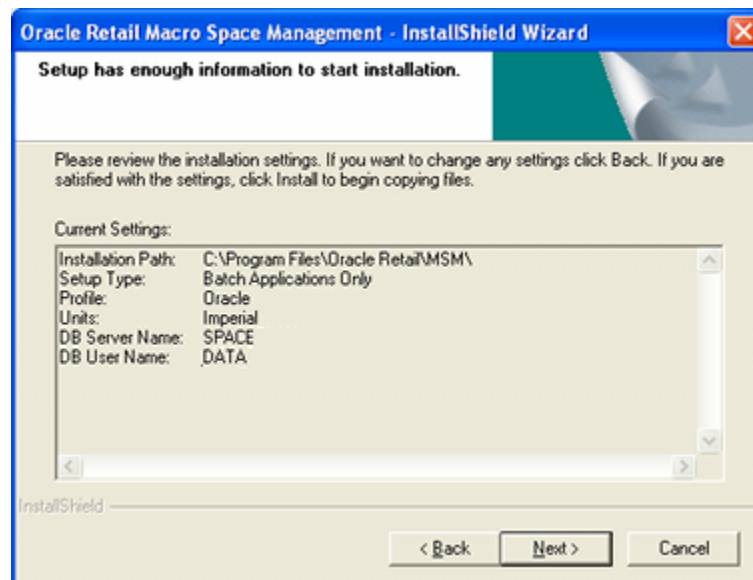 Oracle Retail Macro Space Management - InstallShield Wizard
Setup has enough information to start installation.
Please review the installation settings. If you want to change any settings click Back. If you are
satisfied with the settings, click Install to begin copying files.
Current Settings:
Installation Path: C:\Program Files\Oracle Retail\MSM\
Setup Type: Batch Applications Only
Profile: Oracle
Units: Imperial
DB Server Name: SPACE
DB User Name: DATA
InstallShield
< Back Next > Cancel